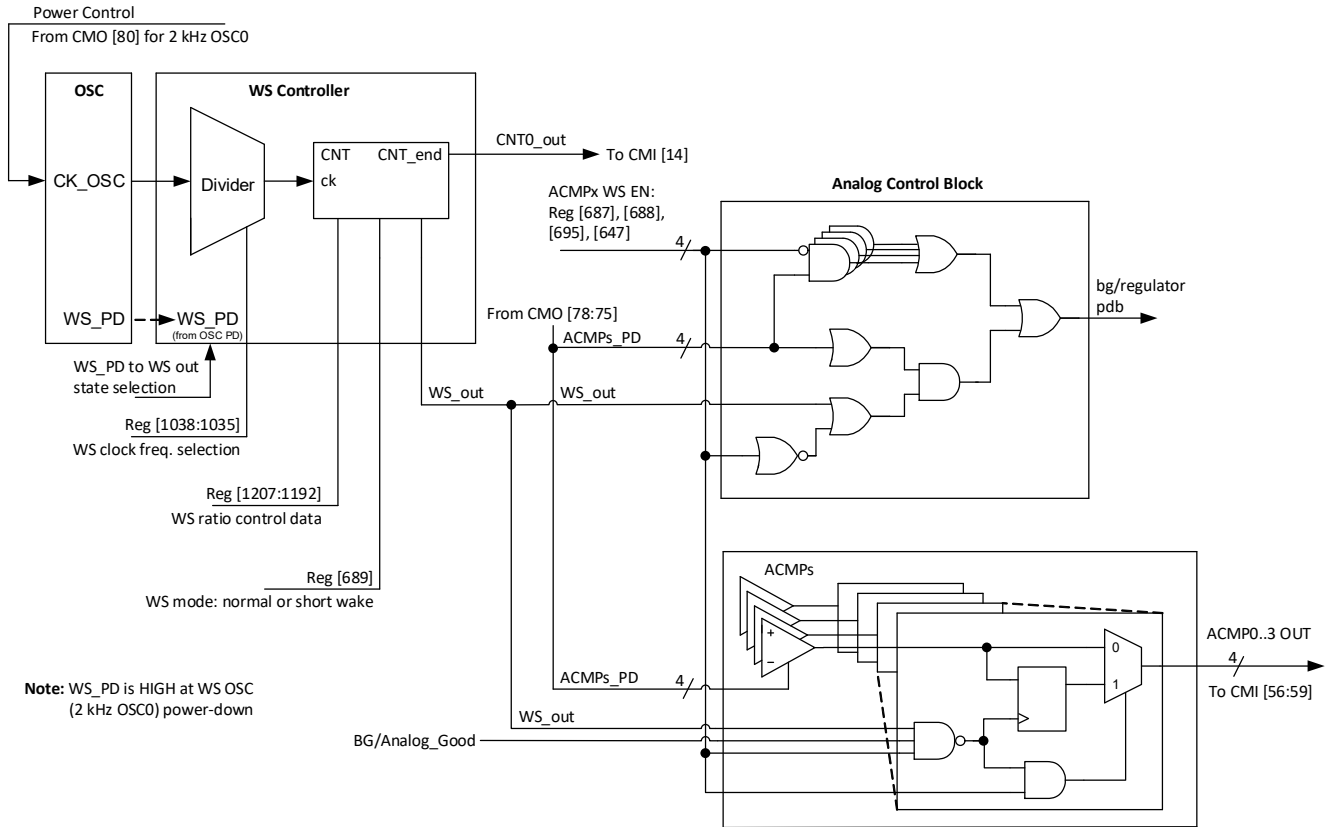 Power Control
From CMO [80] for 2 kHz OSC0
OSC
WS Controller
CK_OSC
Divider
CNT
CNT_end
ck
CNT0_out
To CMI [14]
WS_PD
WS_PD
(from OSC PD)
WS_PD to WS out
state selection
Reg [1038:1035]
WS clock freq. selection
Reg [1207:1192]
WS ratio control data
Reg [689]
WS mode: normal or short wake
ACMPx WS EN:
Reg [687], [688],
[695], [647]
4
From CMO [78:75]
ACMPs_PD
4
WS_out
WS_out
Analog Control Block
bg/regulator
pdb
ACMPs
+
–
ACMPs_PD
4
WS_out
BG/Analog_Good
0
1
ACMP0..3 OUT
4
To CMI [56:59]
Note: WS_PD is HIGH at WS OSC
(2 kHz OSC0) power-down